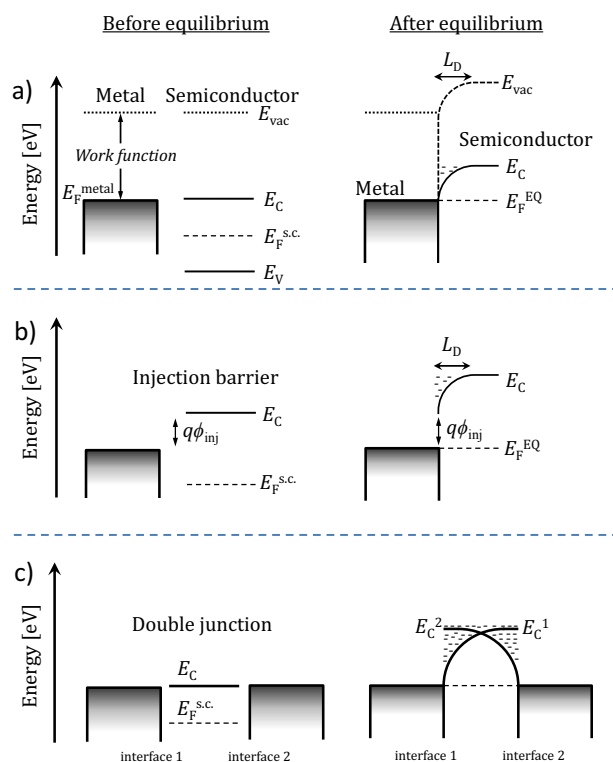 Before equilibrium
After equilibrium
a)
Energy [eV]
Metal
Semiconductor
E_vac
Work function
E_F^metal
E_C
E_F^s.c.
E_V
L_D
E_vac
Semiconductor
E_C
Metal
E_F^EQ
b)
Energy [eV]
Injection barrier
E_C
qϕ_inj
E_F^s.c.
L_D
E_C
qϕ_inj
E_F^EQ
c)
Energy [eV]
Double junction
E_C
E_F^s.c.
interface 1
interface 2
E_C^2
E_C^1
interface 1
interface 2